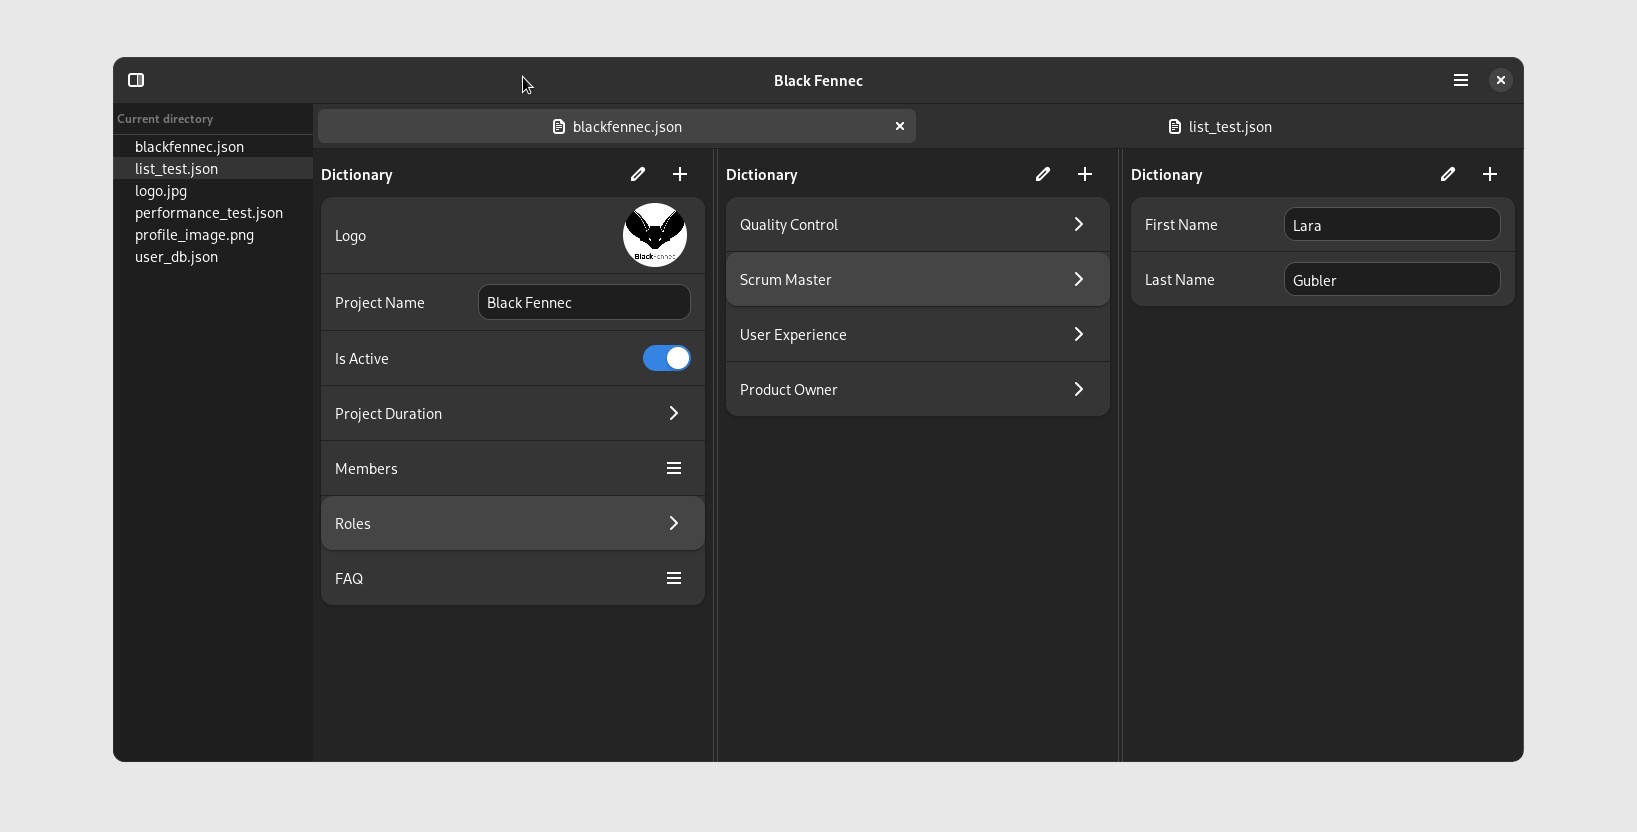 Black Fennec
Current directory
blackfennec.json
list_test.json
logo.jpg
performance_test.json
profile_image.png
user_db.json
blackfennec.json
list_test.json
Dictionary
Logo
BlackFennec
Project Name
Black Fennec
Is Active
Project Duration
Members
Roles
FAQ
Dictionary
Quality Control
Scrum Master
User Experience
Product Owner
Dictionary
First Name
Lara
Last Name
Gubler